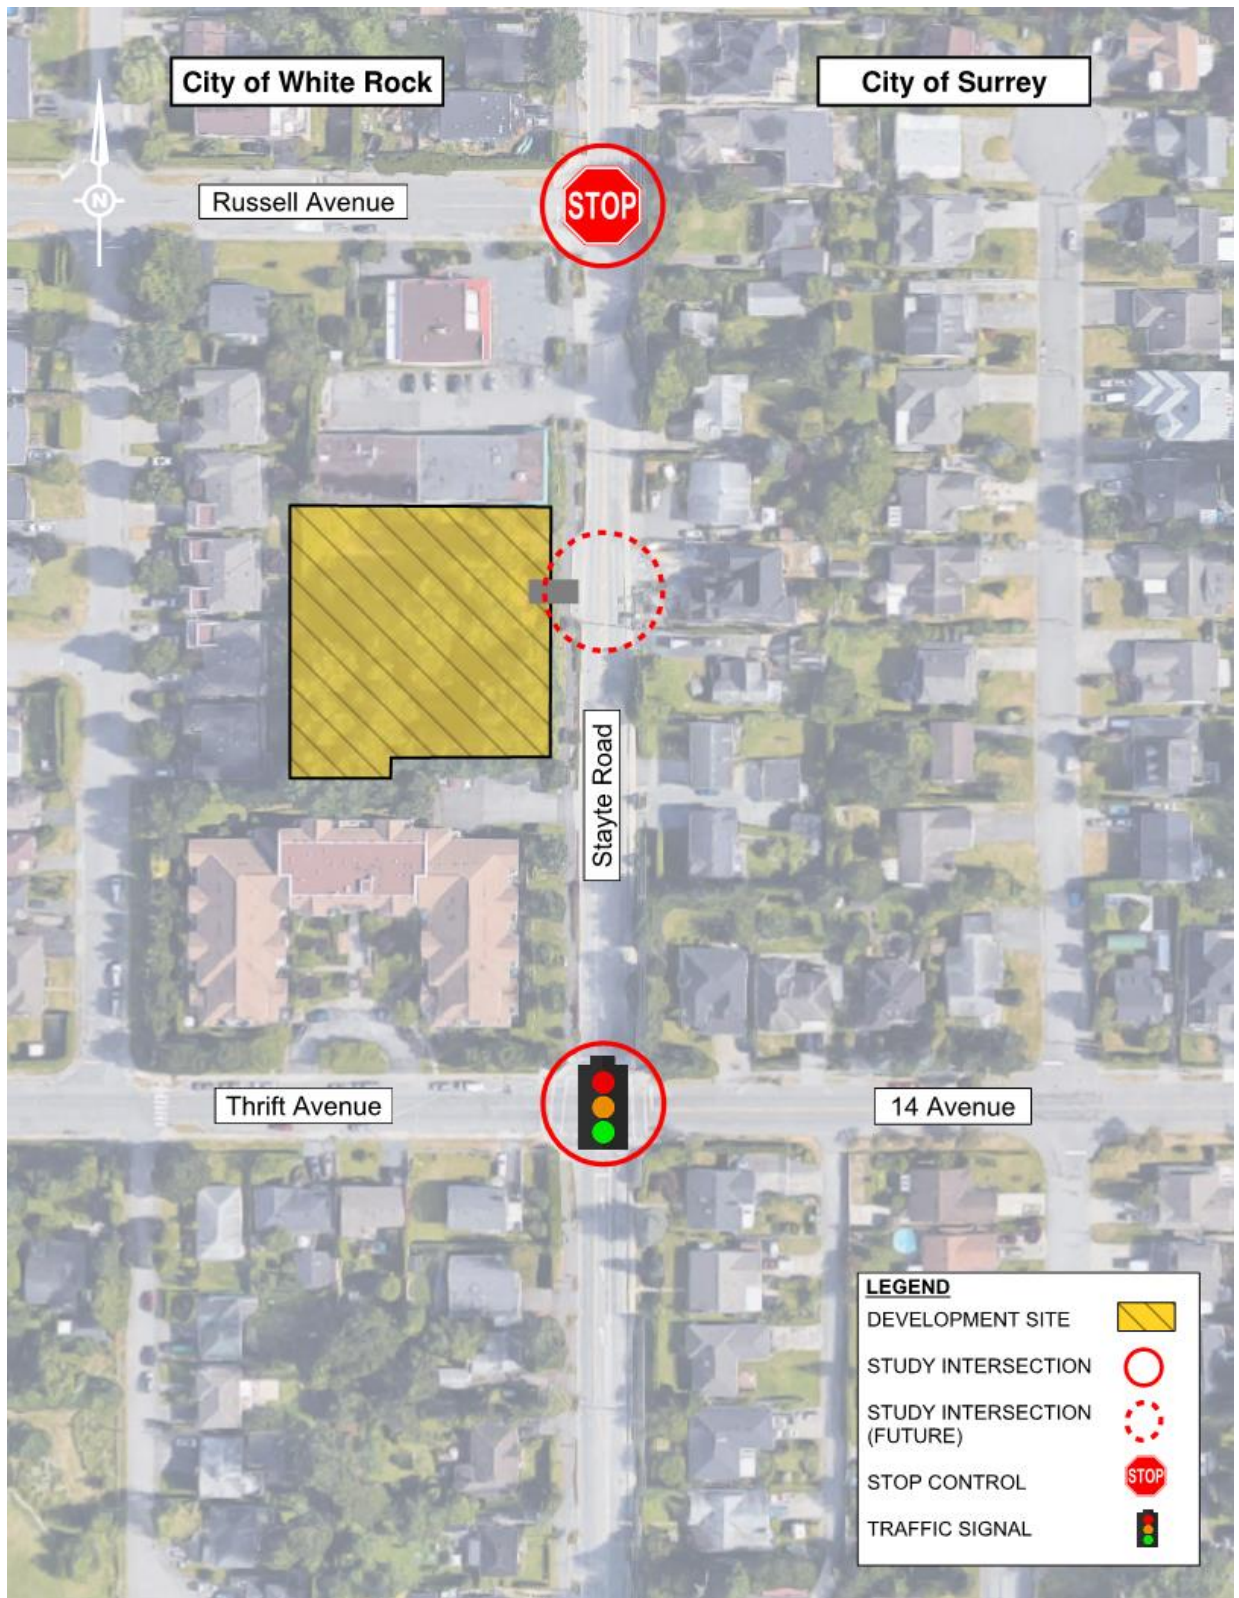 City of White Rock
City of Surrey
N
Russell Avenue
STOP
Stayte Road
Thrift Avenue
14 Avenue
LEGEND
DEVELOPMENT SITE
STUDY INTERSECTION
STUDY INTERSECTION
(FUTURE)
STOP CONTROL
STOP
TRAFFIC SIGNAL